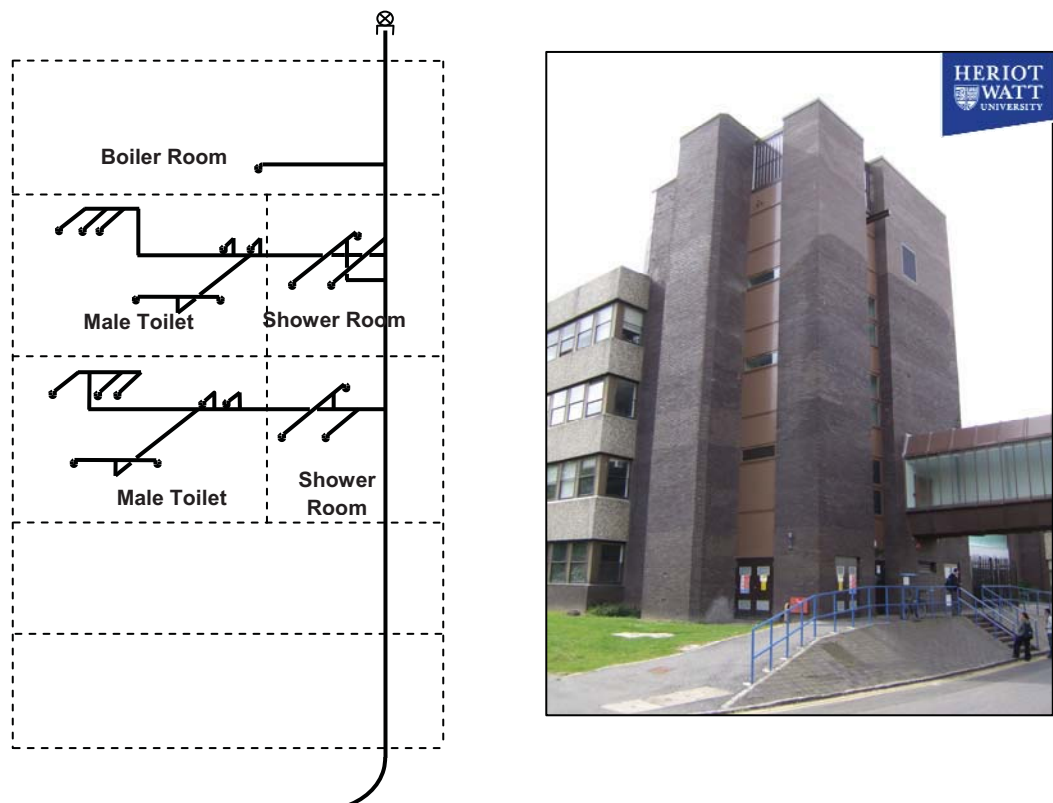 Boiler Room
Male Toilet
Shower Room
Male Toilet
Shower
Room
HERIOT
WATT
UNIVERSITY